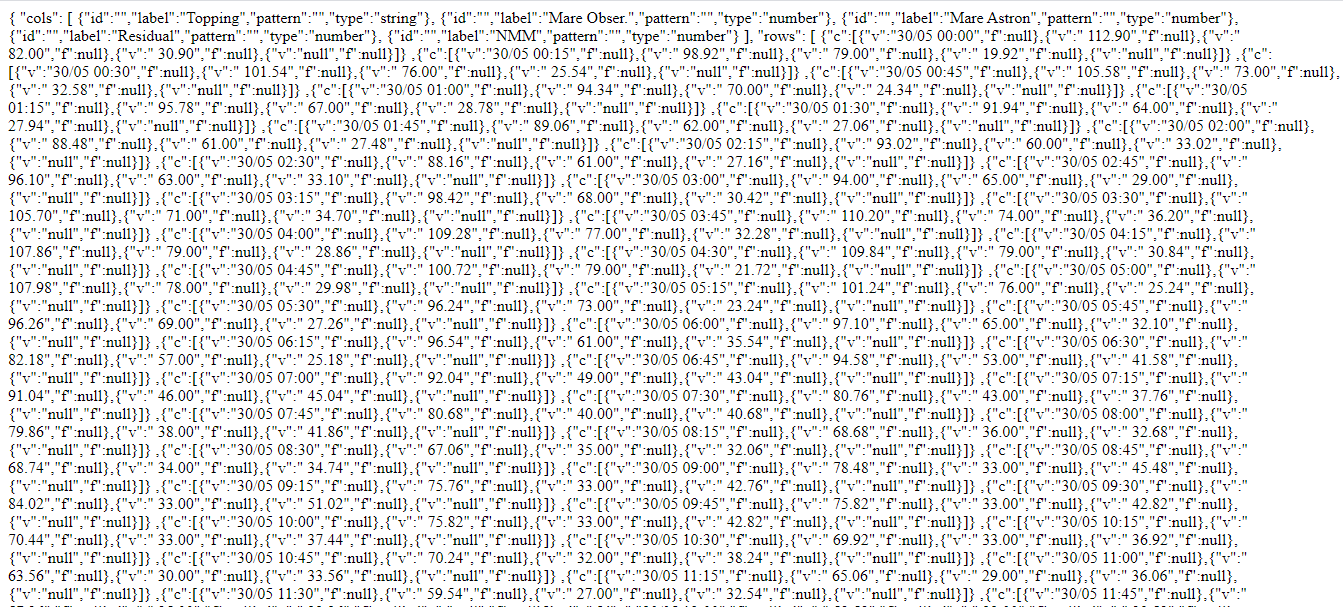 { "cols": [ {"id":"","label":"Topping","pattern":"","type":"string"}, {"id":"","label":"Mare Obser.","pattern":"","type":"number"}, {"id":"","label":"Mare Astron","pattern":"","type":"number"},
{"id":"","label":"Residual","pattern":"","type":"number"}, {"id":"","label":"NMM","pattern":"","type":"number"} ], "rows": [ {"c":[{"v":"30/05 00:00","f":null},{"v":" 112.90","f":null},{"v":"
82.00","f":null},{"v":" 30.90","f":null},{"v":"null","f":null}]} ,{"c":[{"v":"30/05 00:15","f":null},{"v":" 98.92","f":null},{"v":" 79.00","f":null},{"v":" 19.92","f":null},{"v":"null","f":null}]} ,{"c":
[{"v":"30/05 00:30","f":null},{"v":" 101.54","f":null},{"v":" 76.00","f":null},{"v":" 25.54","f":null},{"v":"null","f":null}]} ,{"c":[{"v":"30/05 00:45","f":null},{"v":" 105.58","f":null},{"v":" 73.00","f":null},
{"v":" 32.58","f":null},{"v":"null","f":null}]} ,{"c":[{"v":"30/05 01:00","f":null},{"v":" 94.34","f":null},{"v":" 70.00","f":null},{"v":" 24.34","f":null},{"v":"null","f":null}]} ,{"c":[{"v":"30/05
01:15","f":null},{"v":" 95.78","f":null},{"v":" 67.00","f":null},{"v":" 28.78","f":null},{"v":"null","f":null}]} ,{"c":[{"v":"30/05 01:30","f":null},{"v":" 91.94","f":null},{"v":" 64.00","f":null},{"v":"
27.94","f":null},{"v":"null","f":null}]} ,{"c":[{"v":"30/05 01:45","f":null},{"v":" 89.06","f":null},{"v":" 62.00","f":null},{"v":" 27.06","f":null},{"v":"null","f":null}]} ,{"c":[{"v":"30/05 02:00","f":null},
{"v":" 88.48","f":null},{"v":" 61.00","f":null},{"v":" 27.48","f":null},{"v":"null","f":null}]} ,{"c":[{"v":"30/05 02:15","f":null},{"v":" 93.02","f":null},{"v":" 60.00","f":null},{"v":" 33.02","f":null},
{"v":"null","f":null}]} ,{"c":[{"v":"30/05 02:30","f":null},{"v":" 88.16","f":null},{"v":" 61.00","f":null},{"v":" 27.16","f":null},{"v":"null","f":null}]} ,{"c":[{"v":"30/05 02:45","f":null},{"v":"
96.10","f":null},{"v":" 63.00","f":null},{"v":" 33.10","f":null},{"v":"null","f":null}]} ,{"c":[{"v":"30/05 03:00","f":null},{"v":" 94.00","f":null},{"v":" 65.00","f":null},{"v":" 29.00","f":null},
{"v":"null","f":null}]} ,{"c":[{"v":"30/05 03:15","f":null},{"v":" 98.42","f":null},{"v":" 68.00","f":null},{"v":" 30.42","f":null},{"v":"null","f":null}]} ,{"c":[{"v":"30/05 03:30","f":null},{"v":"
105.70","f":null},{"v":" 71.00","f":null},{"v":" 34.70","f":null},{"v":"null","f":null}]} ,{"c":[{"v":"30/05 03:45","f":null},{"v":" 110.20","f":null},{"v":" 74.00","f":null},{"v":" 36.20","f":null},
{"v":"null","f":null}]} ,{"c":[{"v":"30/05 04:00","f":null},{"v":" 109.28","f":null},{"v":" 77.00","f":null},{"v":" 32.28","f":null},{"v":"null","f":null}]} ,{"c":[{"v":"30/05 04:15","f":null},{"v":"
107.86","f":null},{"v":" 79.00","f":null},{"v":" 28.86","f":null},{"v":"null","f":null}]} ,{"c":[{"v":"30/05 04:30","f":null},{"v":" 109.84","f":null},{"v":" 79.00","f":null},{"v":" 30.84","f":null},
{"v":"null","f":null}]} ,{"c":[{"v":"30/05 04:45","f":null},{"v":" 100.72","f":null},{"v":" 79.00","f":null},{"v":" 21.72","f":null},{"v":"null","f":null}]} ,{"c":[{"v":"30/05 05:00","f":null},{"v":"
107.98","f":null},{"v":" 78.00","f":null},{"v":" 29.98","f":null},{"v":"null","f":null}]} ,{"c":[{"v":"30/05 05:15","f":null},{"v":" 101.24","f":null},{"v":" 76.00","f":null},{"v":" 25.24","f":null},
{"v":"null","f":null}]} ,{"c":[{"v":"30/05 05:30","f":null},{"v":" 96.24","f":null},{"v":" 73.00","f":null},{"v":" 23.24","f":null},{"v":"null","f":null}]} ,{"c":[{"v":"30/05 05:45","f":null},{"v":"
96.26","f":null},{"v":" 69.00","f":null},{"v":" 27.26","f":null},{"v":"null","f":null}]} ,{"c":[{"v":"30/05 06:00","f":null},{"v":" 97.10","f":null},{"v":" 65.00","f":null},{"v":" 32.10","f":null},
{"v":"null","f":null}]} ,{"c":[{"v":"30/05 06:15","f":null},{"v":" 96.54","f":null},{"v":" 61.00","f":null},{"v":" 35.54","f":null},{"v":"null","f":null}]} ,{"c":[{"v":"30/05 06:30","f":null},{"v":"
82.18","f":null},{"v":" 57.00","f":null},{"v":" 25.18","f":null},{"v":"null","f":null}]} ,{"c":[{"v":"30/05 06:45","f":null},{"v":" 94.58","f":null},{"v":" 53.00","f":null},{"v":" 41.58","f":null},
{"v":"null","f":null}]} ,{"c":[{"v":"30/05 07:00","f":null},{"v":" 92.04","f":null},{"v":" 49.00","f":null},{"v":" 43.04","f":null},{"v":"null","f":null}]} ,{"c":[{"v":"30/05 07:15","f":null},{"v":"
91.04","f":null},{"v":" 46.00","f":null},{"v":" 45.04","f":null},{"v":"null","f":null}]} ,{"c":[{"v":"30/05 07:30","f":null},{"v":" 80.76","f":null},{"v":" 43.00","f":null},{"v":" 37.76","f":null},
{"v":"null","f":null}]} ,{"c":[{"v":"30/05 07:45","f":null},{"v":" 80.68","f":null},{"v":" 40.00","f":null},{"v":" 40.68","f":null},{"v":"null","f":null}]} ,{"c":[{"v":"30/05 08:00","f":null},{"v":"
79.86","f":null},{"v":" 38.00","f":null},{"v":" 41.86","f":null},{"v":"null","f":null}]} ,{"c":[{"v":"30/05 08:15","f":null},{"v":" 68.68","f":null},{"v":" 36.00","f":null},{"v":" 32.68","f":null},
{"v":"null","f":null}]} ,{"c":[{"v":"30/05 08:30","f":null},{"v":" 67.06","f":null},{"v":" 35.00","f":null},{"v":" 32.06","f":null},{"v":"null","f":null}]} ,{"c":[{"v":"30/05 08:45","f":null},{"v":"
68.74","f":null},{"v":" 34.00","f":null},{"v":" 34.74","f":null},{"v":"null","f":null}]} ,{"c":[{"v":"30/05 09:00","f":null},{"v":" 78.48","f":null},{"v":" 33.00","f":null},{"v":" 45.48","f":null},
{"v":"null","f":null}]} ,{"c":[{"v":"30/05 09:15","f":null},{"v":" 75.76","f":null},{"v":" 33.00","f":null},{"v":" 42.76","f":null},{"v":"null","f":null}]} ,{"c":[{"v":"30/05 09:30","f":null},{"v":"
84.02","f":null},{"v":" 33.00","f":null},{"v":" 51.02","f":null},{"v":"null","f":null}]} ,{"c":[{"v":"30/05 09:45","f":null},{"v":" 75.82","f":null},{"v":" 33.00","f":null},{"v":" 42.82","f":null},
{"v":"null","f":null}]} ,{"c":[{"v":"30/05 10:00","f":null},{"v":" 75.82","f":null},{"v":" 33.00","f":null},{"v":" 42.82","f":null},{"v":"null","f":null}]} ,{"c":[{"v":"30/05 10:15","f":null},{"v":"
70.44","f":null},{"v":" 33.00","f":null},{"v":" 37.44","f":null},{"v":"null","f":null}]} ,{"c":[{"v":"30/05 10:30","f":null},{"v":" 69.92","f":null},{"v":" 33.00","f":null},{"v":" 36.92","f":null},
{"v":"null","f":null}]} ,{"c":[{"v":"30/05 10:45","f":null},{"v":" 70.24","f":null},{"v":" 32.00","f":null},{"v":" 38.24","f":null},{"v":"null","f":null}]} ,{"c":[{"v":"30/05 11:00","f":null},{"v":"
63.56","f":null},{"v":" 30.00","f":null},{"v":" 33.56","f":null},{"v":"null","f":null}]} ,{"c":[{"v":"30/05 11:15","f":null},{"v":" 65.06","f":null},{"v":" 29.00","f":null},{"v":" 36.06","f":null},
{"v":"null","f":null}]} ,{"c":[{"v":"30/05 11:30","f":null},{"v":" 59.54","f":null},{"v":" 27.00","f":null},{"v":" 32.54","f":null},{"v":"null","f":null}]} ,{"c":[{"v":"30/05 11:45","f":null},{"v":"